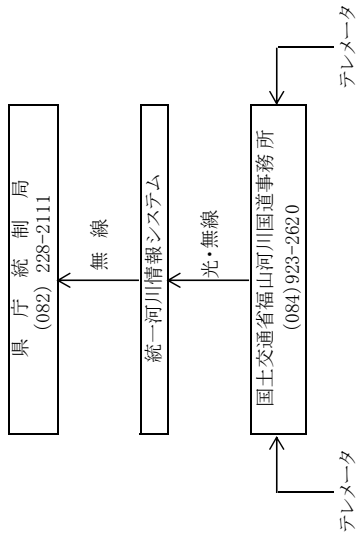 県庁統制局
(082) 228-2111
無線
統一河川情報システム
光・無線
国土交通省福山河川国道事務所
(084)923-2620
テレメータ
テレメータ